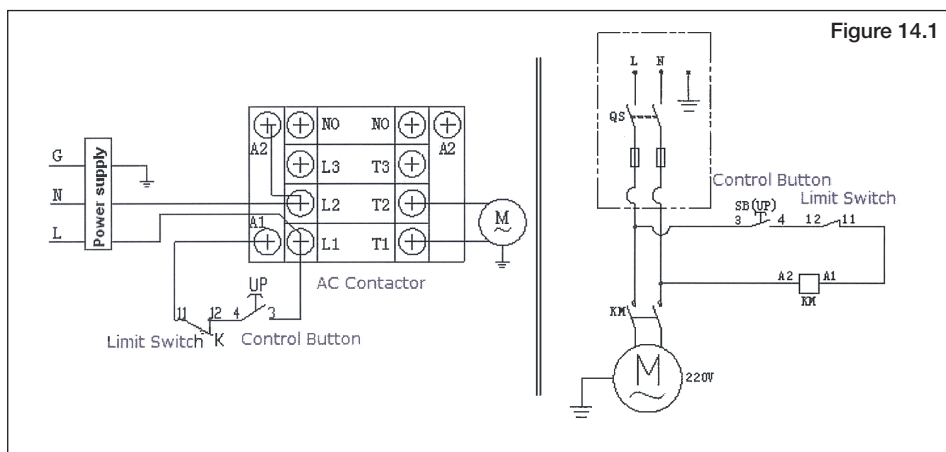 Figure 14.1
G
N
L
Power supply
A2
NO
NO
A2
L3
T3
L2
T2
A1
L1
T1
M
AC Contactor
UP
11
12
4
3
Limit Switch K
Control Button
L
N
QS
Control Button
Limit Switch
SB(UP)
3
4
12
11
A2
A1
KM
KM
M
220V